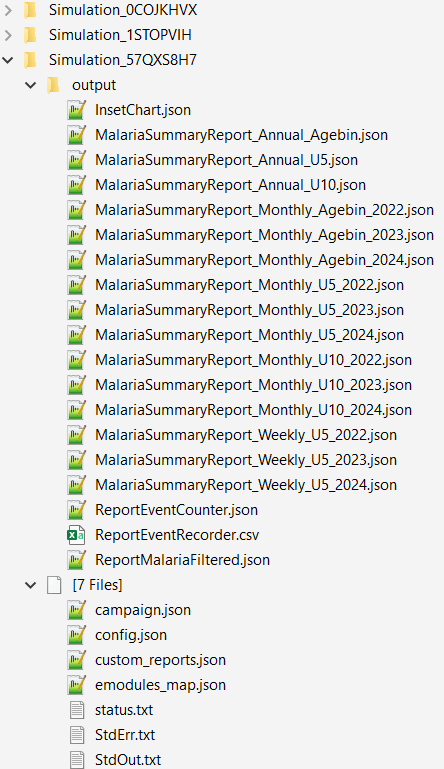 Simulation_0COJKHVX
Simulation_1STOPVIH
Simulation_57QXS8H7
output
InsetChart.json
MalariaSummaryReport_Annual_Agebin.json
MalariaSummaryReport_Annual_U5.json
MalariaSummaryReport_Annual_U10.json
MalariaSummaryReport_Monthly_Agebin_2022.json
MalariaSummaryReport_Monthly_Agebin_2023.json
MalariaSummaryReport_Monthly_Agebin_2024.json
MalariaSummaryReport_Monthly_U5_2022.json
MalariaSummaryReport_Monthly_U5_2023.json
MalariaSummaryReport_Monthly_U5_2024.json
MalariaSummaryReport_Monthly_U10_2022.json
MalariaSummaryReport_Monthly_U10_2023.json
MalariaSummaryReport_Monthly_U10_2024.json
MalariaSummaryReport_Weekly_U5_2022.json
MalariaSummaryReport_Weekly_U5_2023.json
MalariaSummaryReport_Weekly_U5_2024.json
ReportEventCounter.json
ReportEventRecorder.csv
ReportMalariaFiltered.json
[7 Files]
campaign.json
config.json
custom_reports.json
emodules_map.json
status.txt
StdErr.txt
StdOut.txt